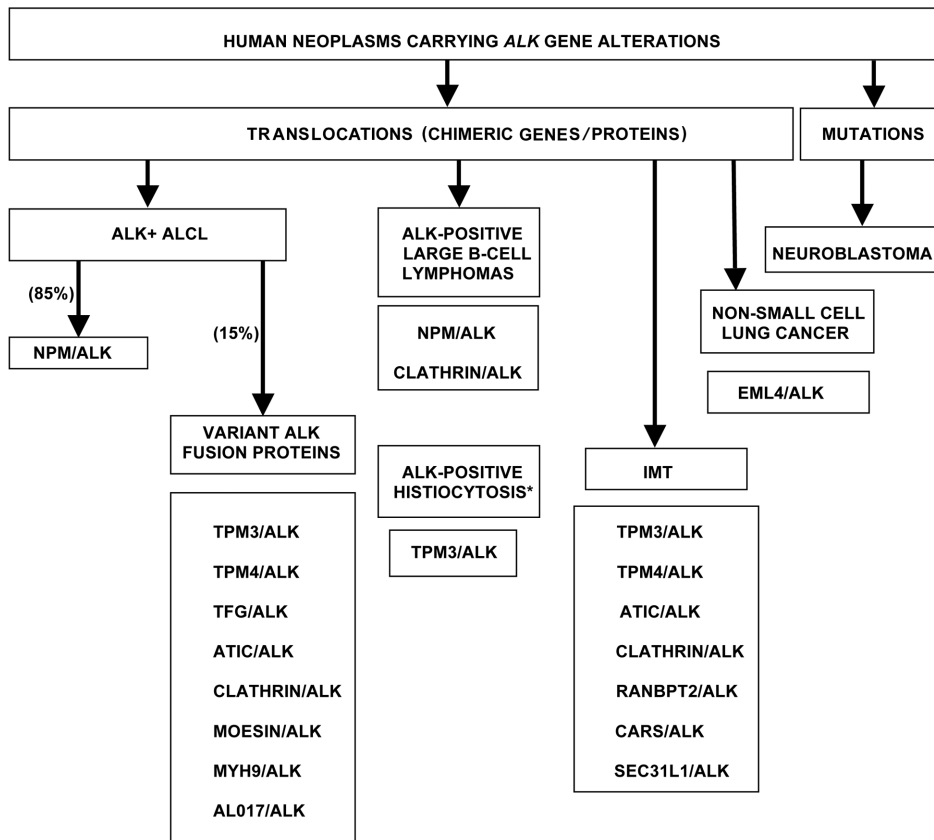 HUMAN NEOPLASMS CARRYING ALK GENE ALTERATIONS
TRANSLOCATIONS (CHIMERIC GENES/PROTEINS)
MUTATIONS
ALK+ ALCL
ALK-POSITIVE
LARGE B-CELL
LYMPHOMAS
NEUROBLASTOMA
(85%)
(15%)
NON-SMALL CELL
LUNG CANCER
NPM/ALK
NPM/ALK
CLATHRIN/ALK
EML4/ALK
VARIANT ALK
FUSION PROTEINS
ALK-POSITIVE
HISTIOCYTOSIS*
IMT
TPM3/ALK
TPM4/ALK
TFG/ALK
ATIC/ALK
CLATHRIN/ALK
MOESIN/ALK
MYH9/ALK
AL017/ALK
TPM3/ALK
TPM3/ALK
TPM4/ALK
ATIC/ALK
CLATHRIN/ALK
RANBPT2/ALK
CARS/ALK
SEC31L1/ALK